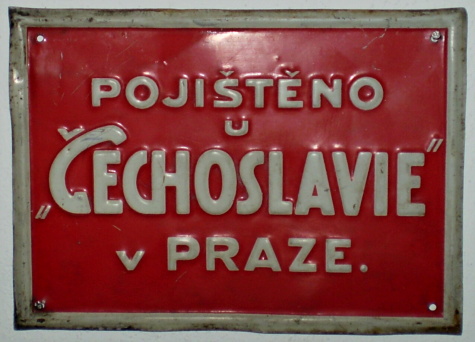 POJIŠTĚNO
U
„ČECHOSLAVIE"
v PRAZE.